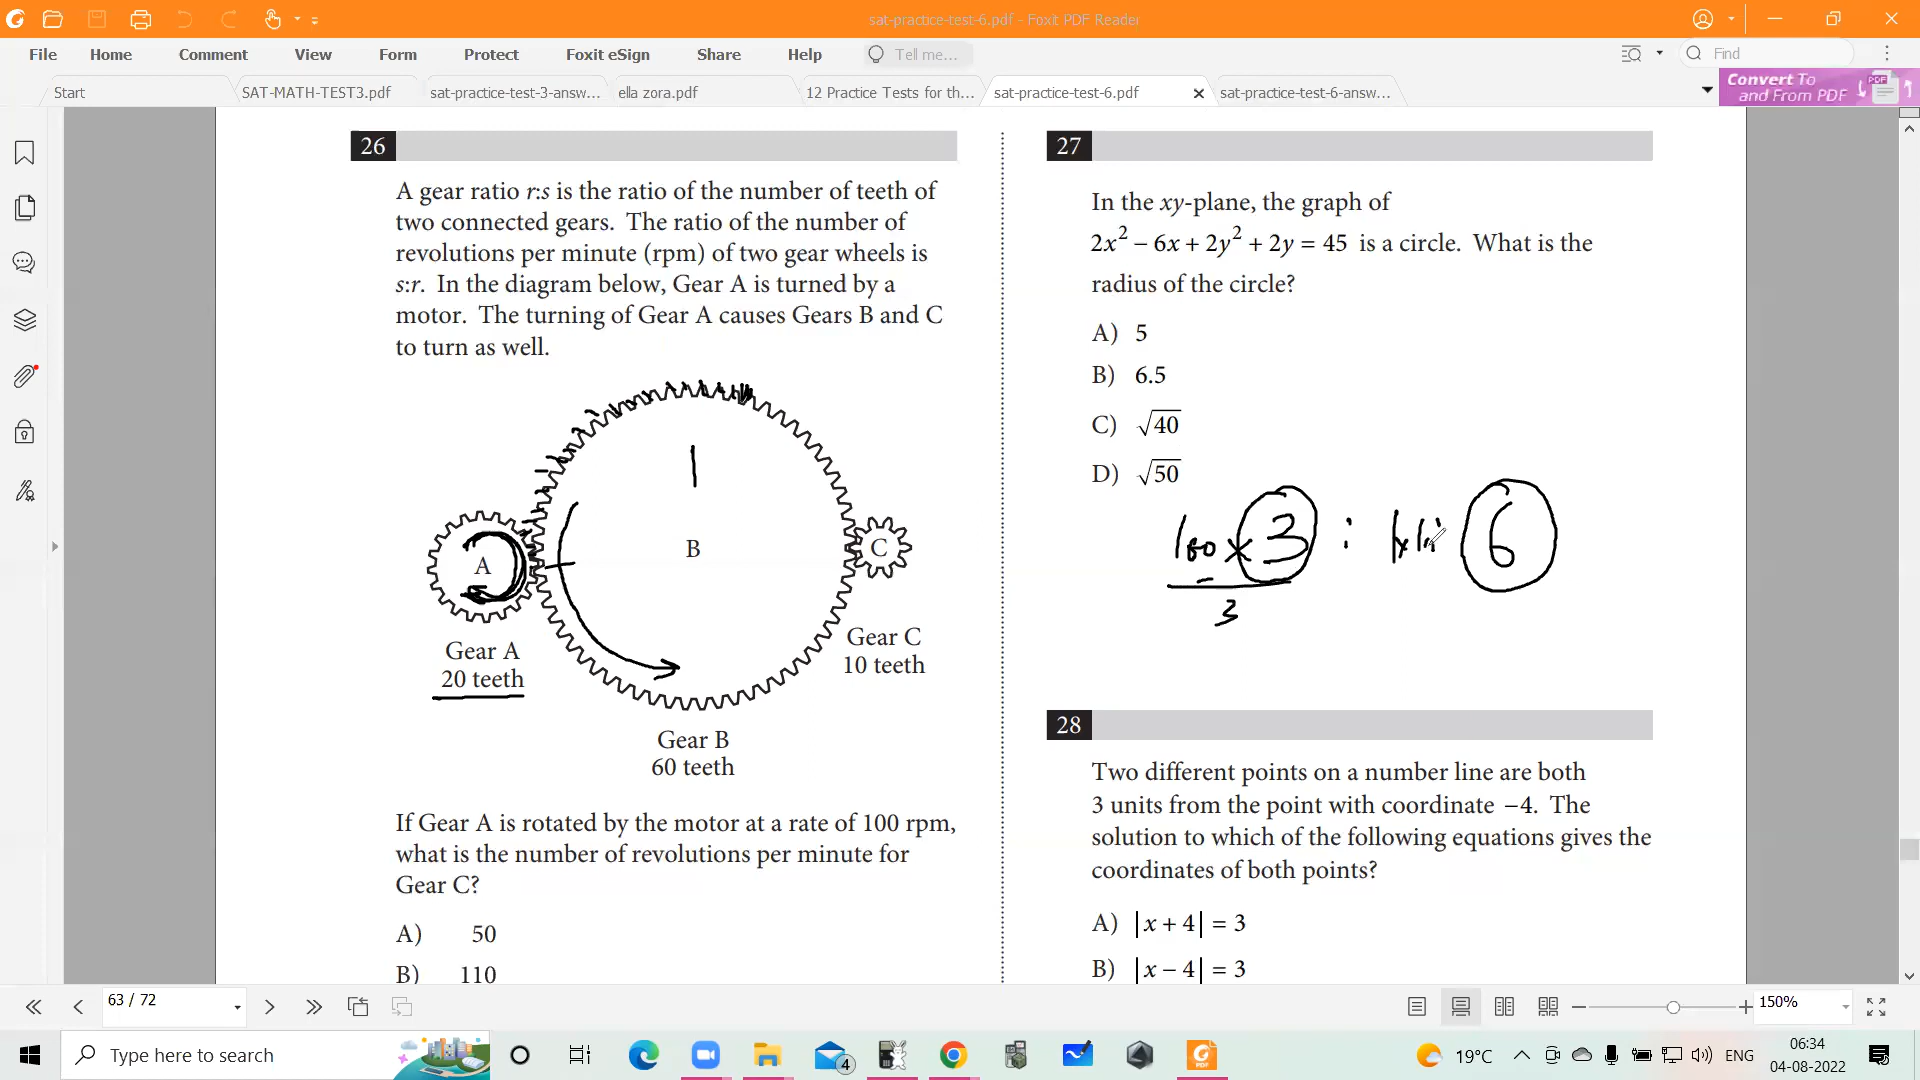 sat-practice-test-6.pdf - Foxit PDF Reader
File Home Comment View Form Protect Foxit eSign Share Help Tell me... Find
Start SAT-MATH-TEST3.pdf sat-practice-test-3-answ... ella zora.pdf 12 Practice Tests for th... sat-practice-test-6.pdf sat-practice-test-6-answ...
Convert To
and From PDF
PDF
26
A gear ratio r:s is the ratio of the number of teeth of
two connected gears. The ratio of the number of
revolutions per minute (rpm) of two gear wheels is
s:r. In the diagram below, Gear A is turned by a
motor. The turning of Gear A causes Gears B and C
to turn as well.
A
B
C
Gear A
20 teeth
Gear C
10 teeth
Gear B
60 teeth
If Gear A is rotated by the motor at a rate of 100 rpm,
what is the number of revolutions per minute for
Gear C?
A) 50
B) 110
27
In the xy-plane, the graph of
2x² − 6x + 2y² + 2y = 45 is a circle. What is the
radius of the circle?
A) 5
B) 6.5
C) √40
D) √50
100 × 3 : 6
3
28
Two different points on a number line are both
3 units from the point with coordinate −4. The
solution to which of the following equations gives the
coordinates of both points?
A) |x + 4| = 3
B) |x − 4| = 3
63 / 72
150%
Type here to search
4
19°C
ENG
06:34
04-08-2022